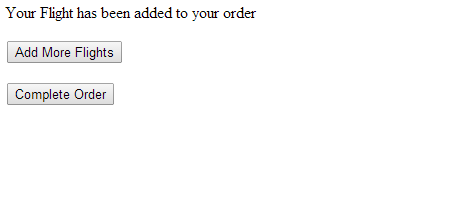 Your Flight has been added to your order
Add More Flights
Complete Order